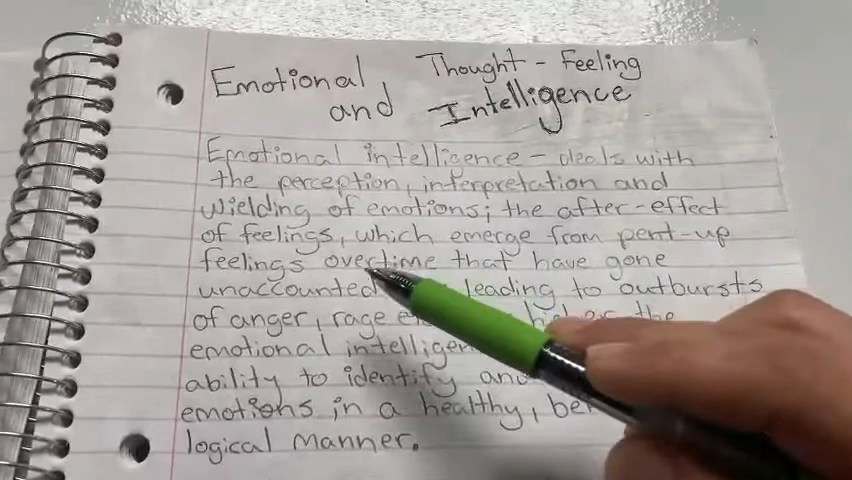 Emotional Thought - Feeling
and Intelligence
Emotional intelligence - deals with
the perception, interpretation and
wielding of emotions; the after-effect
of feelings, which emerge from pent-up
feelings overtime that have gone
unaccounted leading to outbursts
of anger, rage the
emotional
ability to identify
emotions in a healthy,
logical manner.